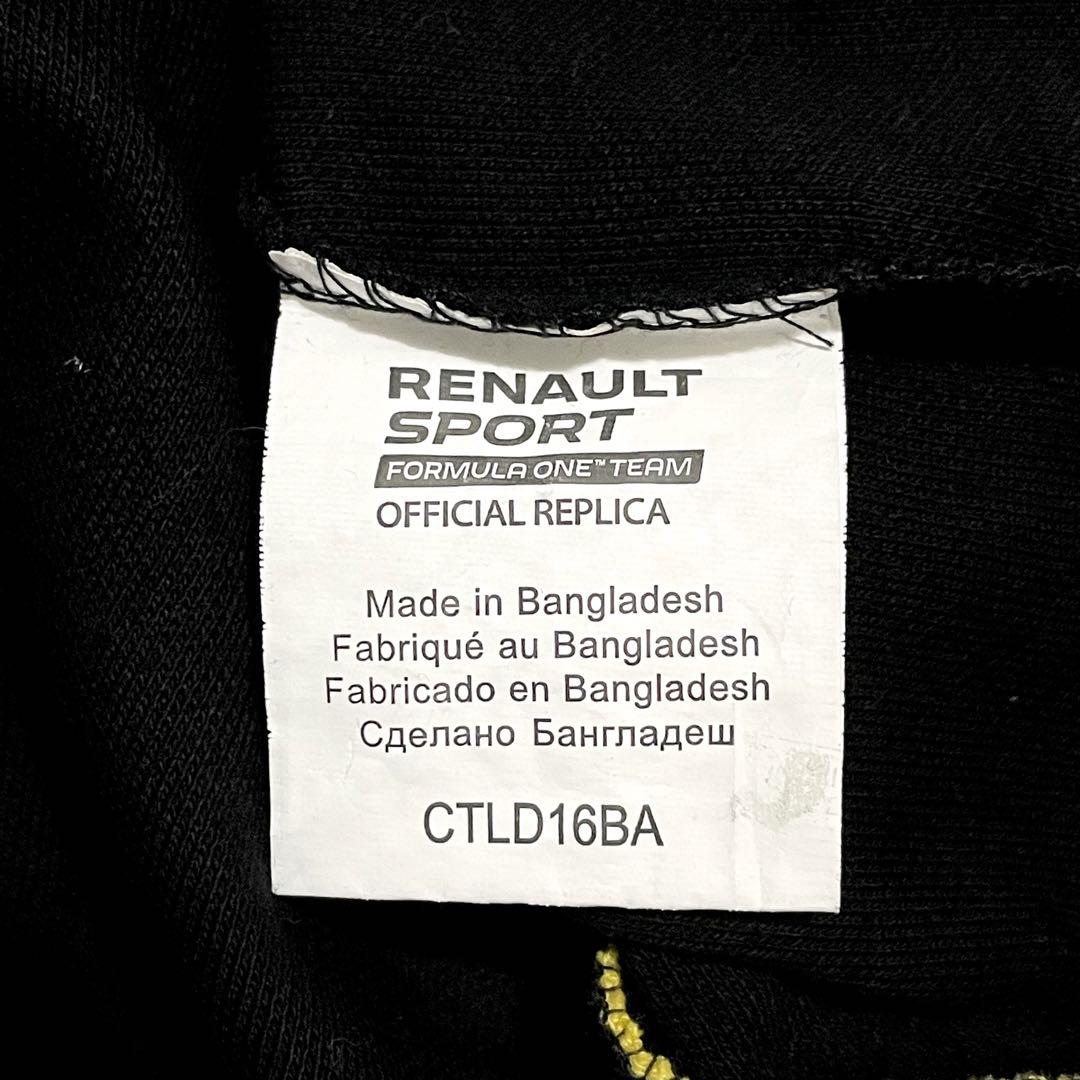 RENAULT
SPORT
FORMULA ONE™ TEAM
OFFICIAL REPLICA
Made in Bangladesh
Fabriqué au Bangladesh
Fabricado en Bangladesh
Сделано Бангладеш
CTLD16BA